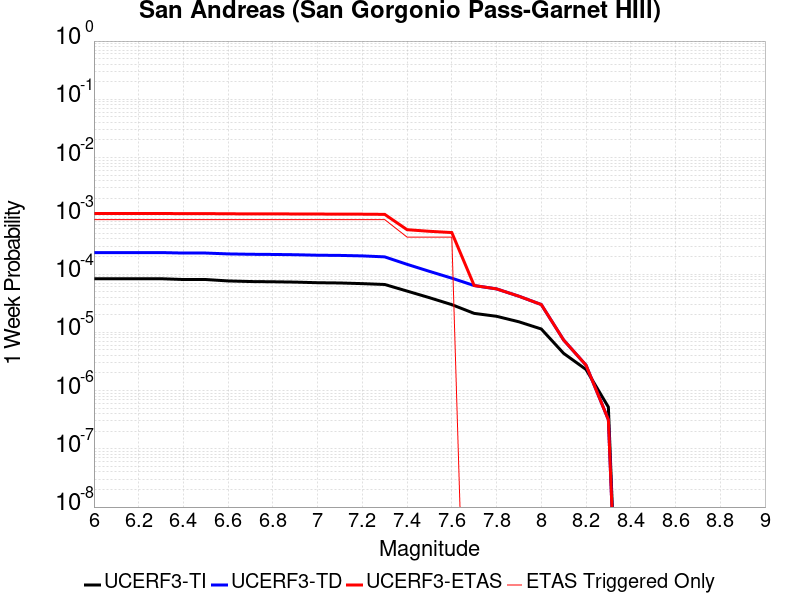 San Andreas (San Gorgonio Pass-Garnet HIll)
10^0
10^-1
10^-2
10^-3
10^-4
10^-5
10^-6
10^-7
10^-8
1 Week Probability
6 6.2 6.4 6.6 6.8 7 7.2 7.4 7.6 7.8 8 8.2 8.4 8.6 8.8 9
Magnitude
UCERF3-TI UCERF3-TD UCERF3-ETAS ETAS Triggered Only